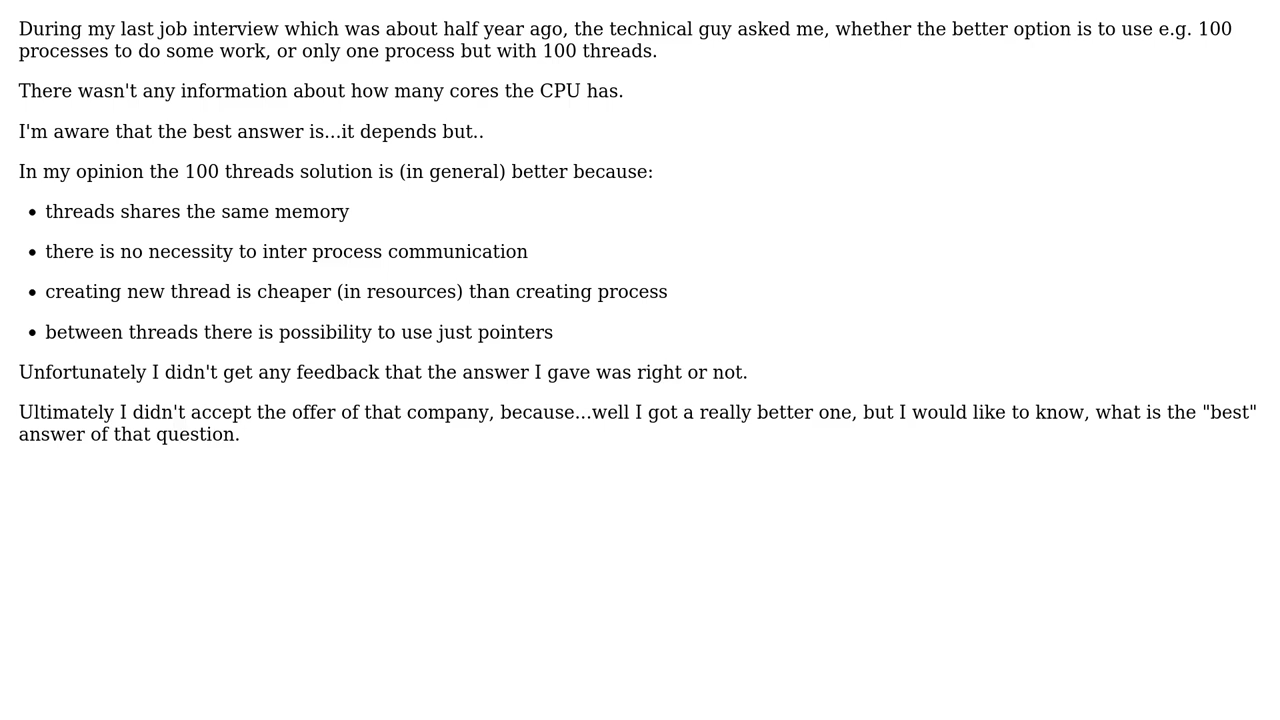 During my last job interview which was about half year ago, the technical guy asked me, whether the better option is to use e.g. 100
processes to do some work, or only one process but with 100 threads.
There wasn't any information about how many cores the CPU has.
I'm aware that the best answer is...it depends but..
In my opinion the 100 threads solution is (in general) better because:
• threads shares the same memory
• there is no necessity to inter process communication
• creating new thread is cheaper (in resources) than creating process
• between threads there is possibility to use just pointers
Unfortunately I didn't get any feedback that the answer I gave was right or not.
Ultimately I didn't accept the offer of that company, because...well I got a really better one, but I would like to know, what is the "best"
answer of that question.